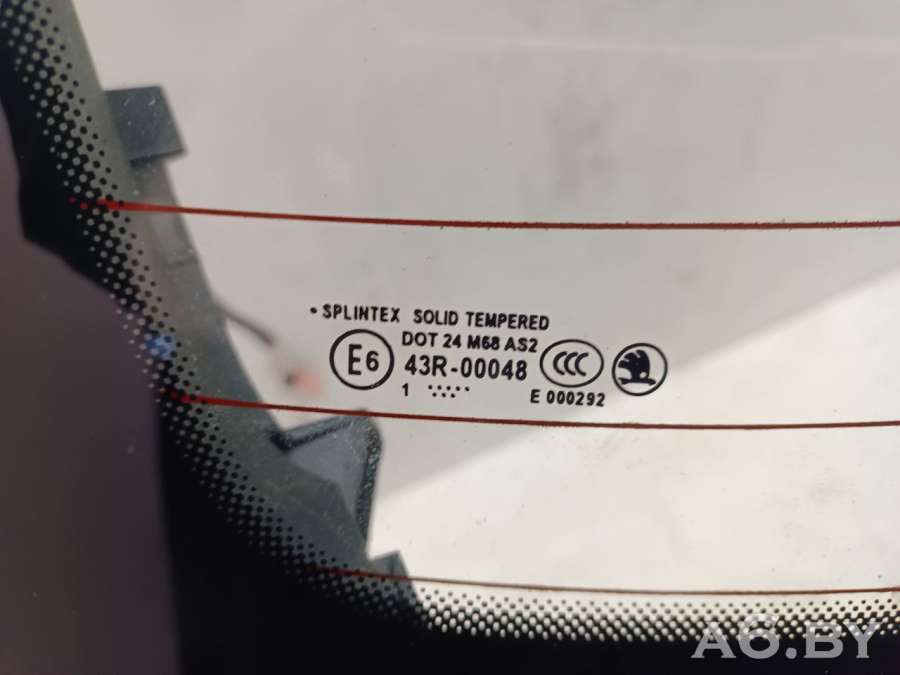 • SPLINTEX SOLID TEMPERED
DOT 24 M68 AS2
E6 43R-00048 CCC
1 E 000292
A6.BY